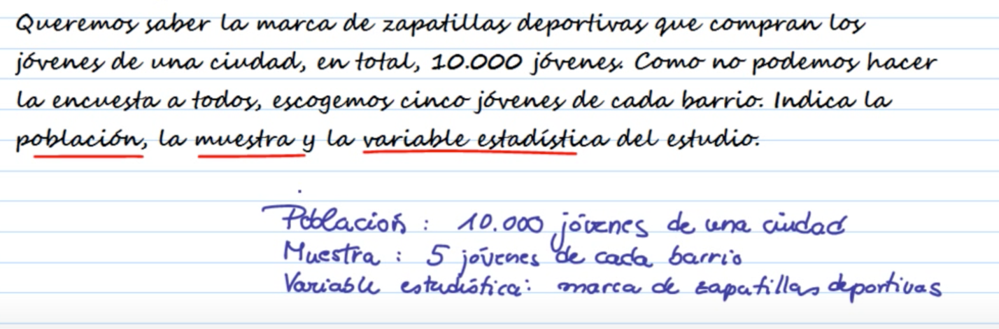 Queremos saber la marca de zapatillas deportivas que compran los
jóvenes de una ciudad, en total, 10.000 jóvenes. Como no podemos hacer
la encuesta a todos, escogemos cinco jóvenes de cada barrio. Indica la
población, la muestra y la variable estadística del estudio.
Población : 10.000 jóvenes de una ciudad
Muestra : 5 jóvenes de cada barrio
Variable estadística: marca de zapatillas deportivas